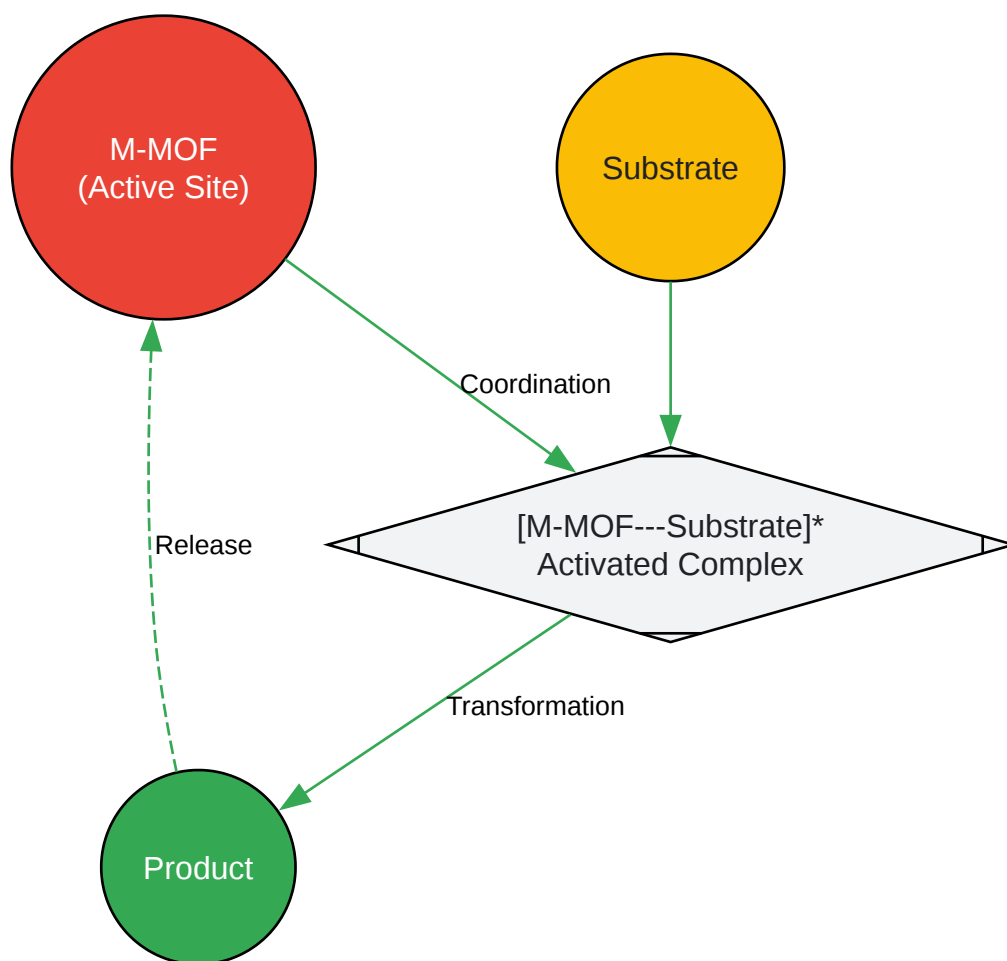 M-MOF
(Active Site)
Substrate
Coordination
[M-MOF---Substrate]*
Activated Complex
Release
Transformation
Product